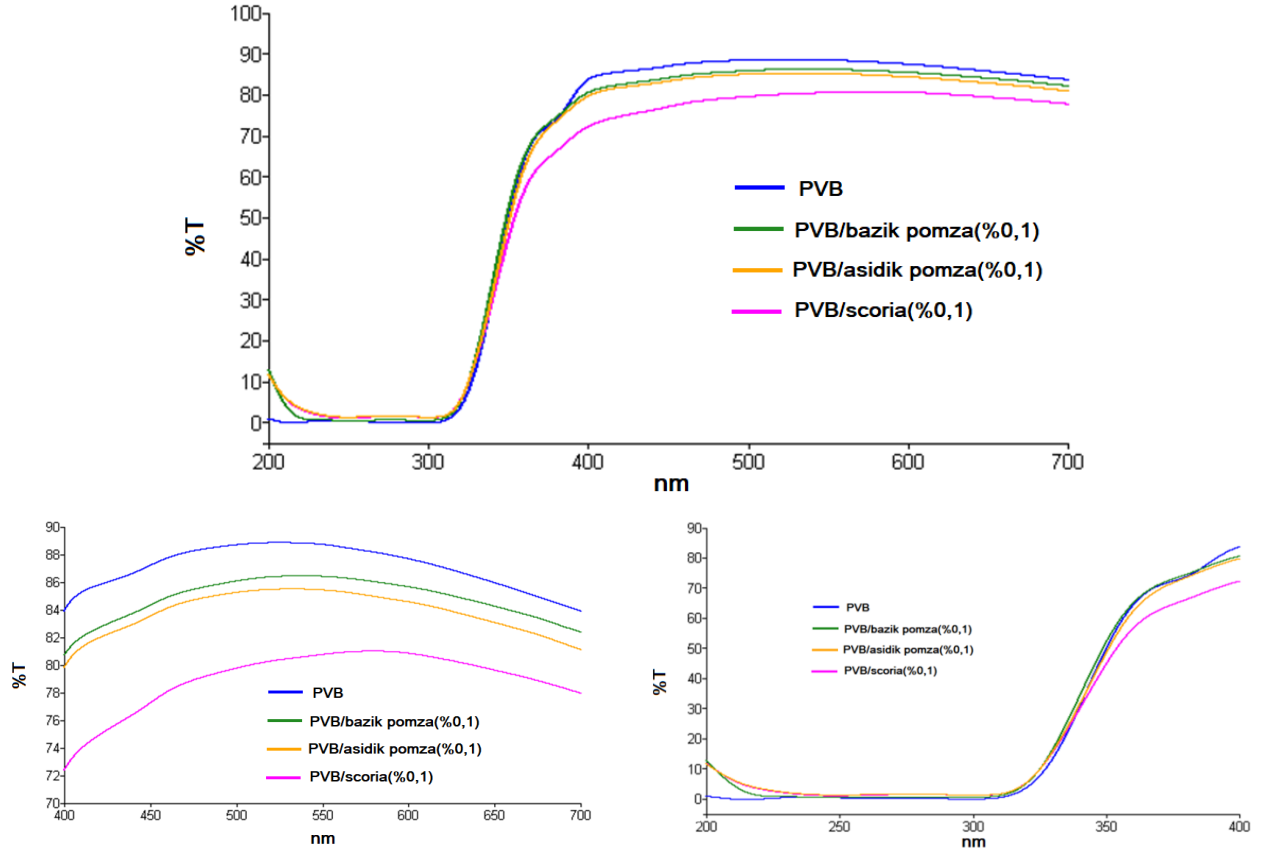 100
90
80
70
60
50
40
30
20
10
0
%T
200 300 400 500 600 700
nm
PVB
PVB/bazik pomza(%0,1)
PVB/asidik pomza(%0,1)
PVB/scoria(%0,1)
90
88
86
84
82
80
78
76
74
72
70
%T
400 450 500 550 600 650 700
nm
PVB
PVB/bazik pomza(%0,1)
PVB/asidik pomza(%0,1)
PVB/scoria(%0,1)
90
80
70
60
50
40
30
20
10
0
%T
200 250 300 350 400
nm
PVB
PVB/bazik pomza(%0,1)
PVB/asidik pomza(%0,1)
PVB/scoria(%0,1)